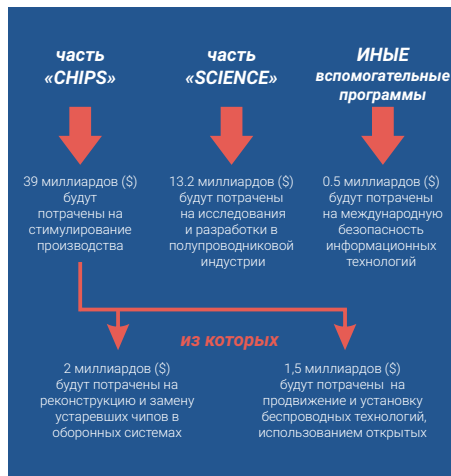 часть
«CHIPS»
часть
«SCIENCE»
ИНЫЕ
вспомогательные
программы
39 миллиардов ($)
будут
потрачены на
стимулирование
производства
13.2 миллиардов ($)
будут потрачены
на исследования
и разработки в
полупроводниковой
индустрии
0.5 миллиардов ($)
будут потрачены
на международную
безопасность
информационных
технологий
из которых
2 миллиардов ($)
будут потрачены на
реконструкцию и замену
устаревших чипов в
оборонных системах
1,5 миллиардов ($)
будут потрачены на
продвижение и установку
беспроводных технологий,
использованием открытых